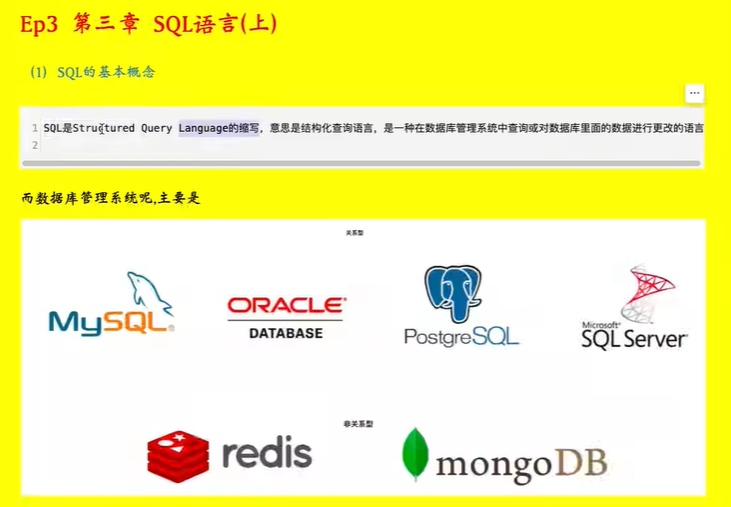 Ep3 第三章 SQL语言(上)
(1) SQL的基本概念
...
1 SQL是Structured Query Language的缩写，意思是结构化查询语言，是一种在数据库管理系统中查询或对数据库里面的数据进行更改的语言
2
而数据库管理系统呢,主要是
关系型
MySQL®
ORACLE®
DATABASE
PostgreSQL
Microsoft®
SQL Server®
非关系型
redis
mongoDB